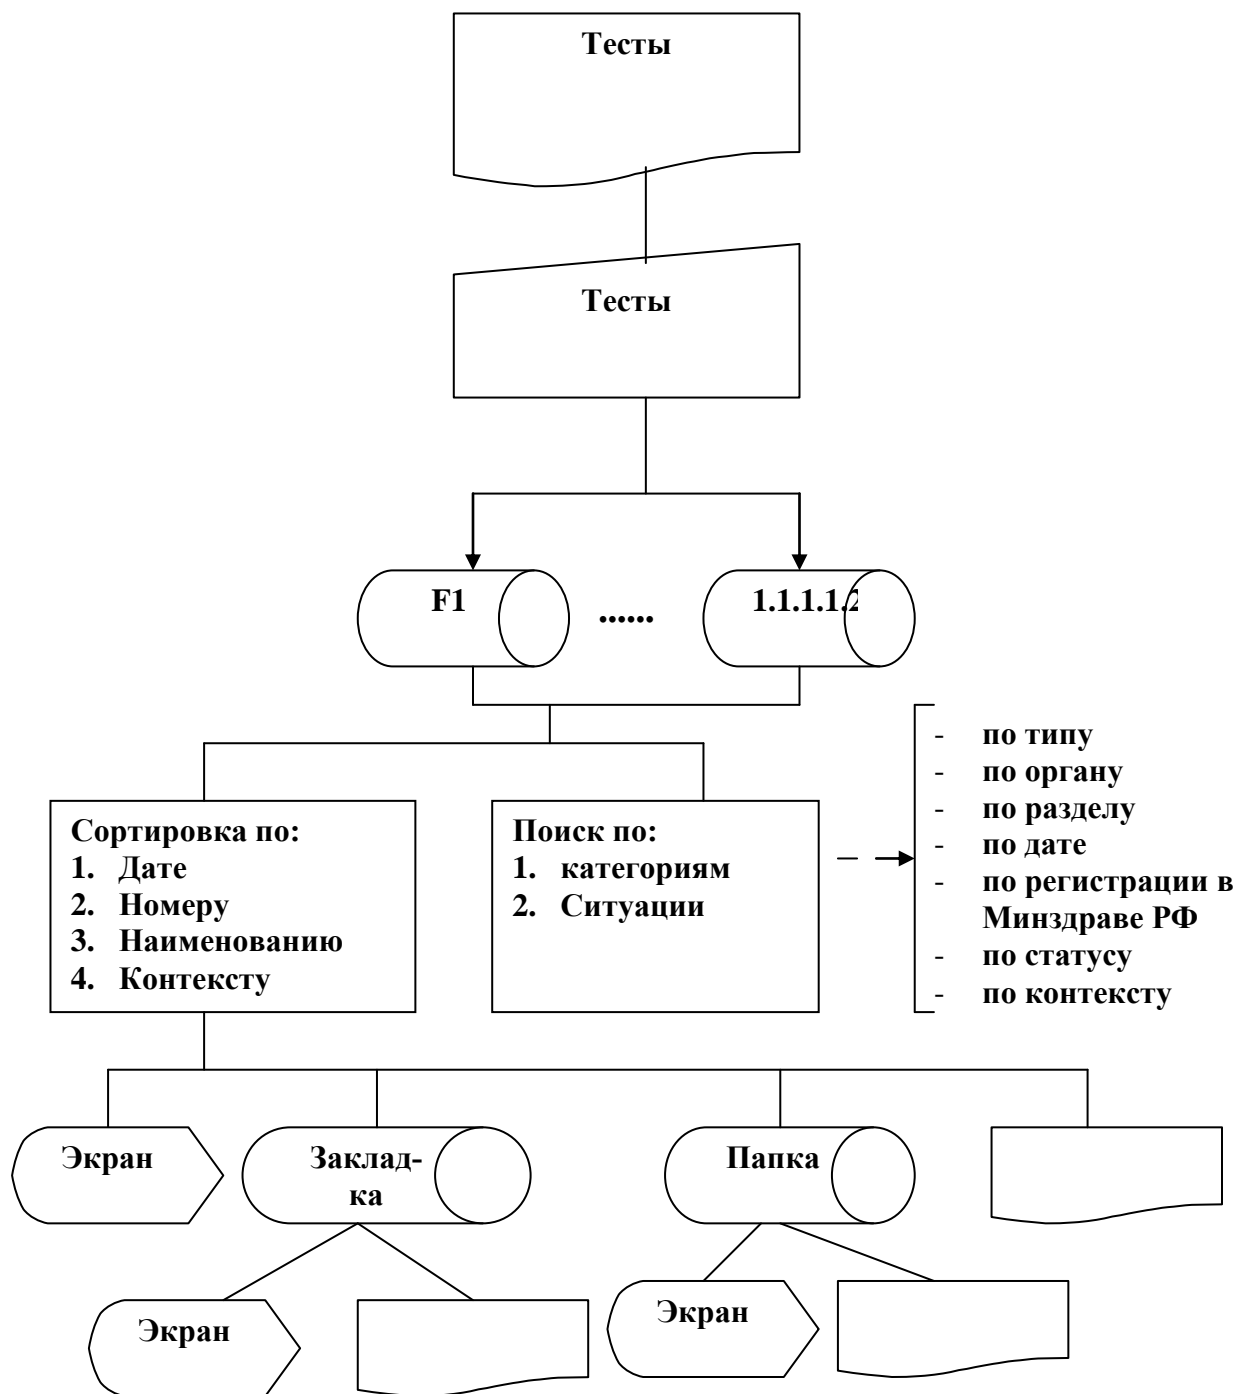 Тесты
Тесты
F1
......
1.1.1.1.2
Сортировка по:
1. Дате
2. Номеру
3. Наименованию
4. Контексту
Поиск по:
1. категориям
2. Ситуации
- по типу
- по органу
- по разделу
- по дате
- по регистрации в
Минздраве РФ
- по статусу
- по контексту
Экран
Заклад-
ка
Папка
Экран
Экран